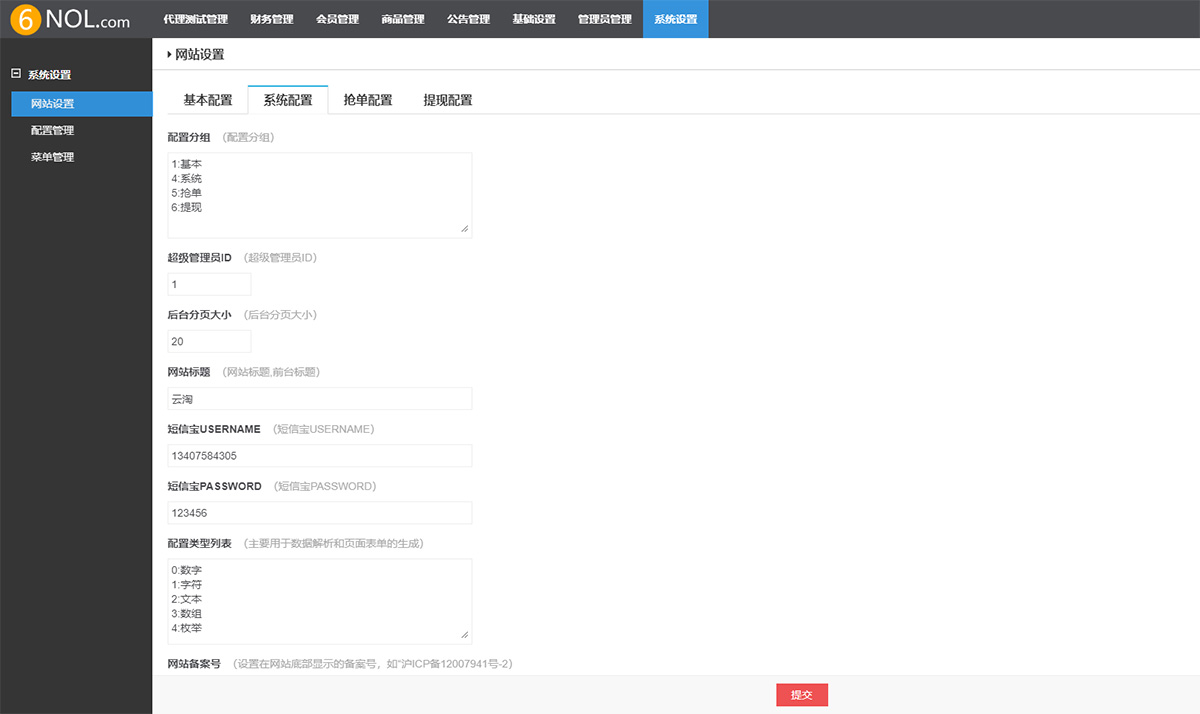 6NOL.com 代理测试管理 财务管理 会员管理 商品管理 公告管理 基础设置 管理员管理 系统设置
系统设置
网站设置
配置管理
菜单管理
网站设置
基本配置 系统配置 抢单配置 提现配置
配置分组 （配置分组）
1:基本
4:系统
5:抢单
6:提现
超级管理员ID （超级管理员ID）
1
后台分页大小 （后台分页大小）
20
网站标题 （网站标题,前台标题）
云淘
短信宝USERNAME （短信宝USERNAME）
13407584305
短信宝PASSWORD （短信宝PASSWORD）
123456
配置类型列表 （主要用于数据解析和页面表单的生成）
0:数字
1:字符
2:文本
3:数组
4:枚举
网站备案号 （设置在网站底部显示的备案号，如“沪ICP备12007941号-2）
提交